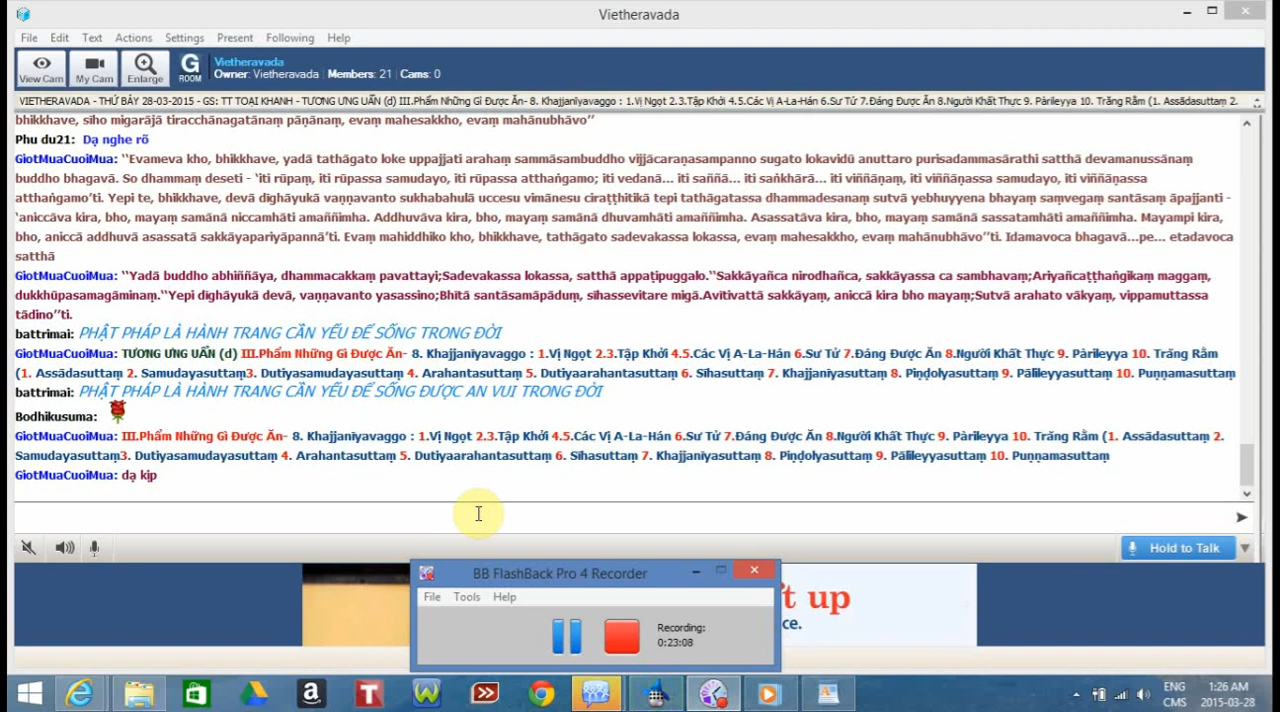 Vietheravada
File Edit Text Actions Settings Present Following Help
View Cam My Cam Enlarge G ROOM Vietheravada
Owner: Vietheravada | Members: 21 | Cams: 0
VIETHERAVADA - THỨ BẢY 28-03-2015 - GS: TT TOẠI KHANH - TƯƠNG ƯNG UẨN (d) III.Phẩm Những Gì Được Ăn- 8. Khajjanīyavaggo : 1.Vị Ngọt 2.3.Tập Khởi 4.5.Các Vị A-La-Hán 6.Sư Tử 7.Đáng Được Ăn 8.Người Khất Thực 9. Pàrileyya 10. Trăng Rằm (1. Assādasuttaṃ 2.
bhikkhave, sīho migarājā tiracchānagatānaṃ pāṇānaṃ, evaṃ mahesakkho, evaṃ mahānubhāvo’’
Phu du21: Dạ nghe rõ
GiotMuaCuoiMua: ‘‘Evameva kho, bhikkhave, yadā tathāgato loke uppajjati arahaṃ sammāsambuddho vijjācaraṇasampanno sugato lokavidū anuttaro purisadammasārathi satthā devamanussānaṃ
buddho bhagavā. So dhammaṃ deseti - ‘iti rūpaṃ, iti rūpassa samudayo, iti rūpassa atthaṅgamo; iti vedanā... iti saññā... iti saṅkhārā... iti viññāṇaṃ, iti viññāṇassa samudayo, iti viññāṇassa
atthaṅgamo’ti. Yepi te, bhikkhave, devā dīghāyukā vaṇṇavanto sukhabahulā uccesu vimānesu ciraṭṭhitikā tepi tathāgatassa dhammadesanaṃ sutvā yebhuyyena bhayaṃ saṃvegaṃ santāsaṃ āpajjanti -
‘aniccāva kira, bho, mayaṃ samānā niccamhāti amaññimha. Addhuvāva kira, bho, mayaṃ samānā dhuvamhāti amaññimha. Asassatāva kira, bho, mayaṃ samānā sassatamhāti amaññimha. Mayampi kira,
bho, aniccā addhuvā asassatā sakkāyapariyāpannā’ti. Evaṃ mahiddhiko kho, bhikkhave, tathāgato sadevakassa lokassa, evaṃ mahesakkho, evaṃ mahānubhāvo’’ti. Idamavoca bhagavā...pe... etadavoca
satthā
GiotMuaCuoiMua: ‘‘Yadā buddho abhiññāya, dhammacakkaṃ pavattayi;Sadevakassa lokassa, satthā appaṭipuggalo.‘‘Sakkāyañca nirodhañca, sakkāyassa ca sambhavaṃ;Ariyañcaṭṭhaṅgikaṃ maggaṃ,
dukkhūpasamagāminaṃ.‘‘Yepi dīghāyukā devā, vaṇṇavanto yasassino;Bhītā santāsamāpāduṃ, sīhassevitare migā.Avītivattā sakkāyaṃ, aniccā kira bho mayaṃ;Sutvā arahato vākyaṃ, vippamuttassa
tādino’’ti.
battrimai: PHẬT PHÁP LÀ HÀNH TRANG CẦN YẾU ĐỂ SỐNG TRONG ĐỜI
GiotMuaCuoiMua: TƯƠNG ƯNG UẨN (d) III.Phẩm Những Gì Được Ăn- 8. Khajjanīyavaggo : 1.Vị Ngọt 2.3.Tập Khởi 4.5.Các Vị A-La-Hán 6.Sư Tử 7.Đáng Được Ăn 8.Người Khất Thực 9. Pàrileyya 10. Trăng Rằm
(1. Assādasuttaṃ 2. Samudayasuttaṃ3. Dutiyasamudayasuttaṃ 4. Arahantasuttaṃ 5. Dutiyaarahantasuttaṃ 6. Sīhasuttaṃ 7. Khajjanīyasuttaṃ 8. Piṇḍolyasuttaṃ 9. Pālileyyasuttaṃ 10. Puṇṇamasuttaṃ
battrimai: PHẬT PHÁP LÀ HÀNH TRANG CẦN YẾU ĐỂ SỐNG ĐƯỢC AN VUI TRONG ĐỜI
Bodhikusuma:
GiotMuaCuoiMua: III.Phẩm Những Gì Được Ăn- 8. Khajjanīyavaggo : 1.Vị Ngọt 2.3.Tập Khởi 4.5.Các Vị A-La-Hán 6.Sư Tử 7.Đáng Được Ăn 8.Người Khất Thực 9. Pàrileyya 10. Trăng Rằm (1. Assādasuttaṃ 2.
Samudayasuttaṃ3. Dutiyasamudayasuttaṃ 4. Arahantasuttaṃ 5. Dutiyaarahantasuttaṃ 6. Sīhasuttaṃ 7. Khajjanīyasuttaṃ 8. Piṇḍolyasuttaṃ 9. Pālileyyasuttaṃ 10. Puṇṇamasuttaṃ
GiotMuaCuoiMua: dạ kịp
Hold to Talk
BB FlashBack Pro 4 Recorder
File Tools Help
Recording:
0:23:08
't up
ce.
ENG 1:26 AM
CMS 2015-03-28